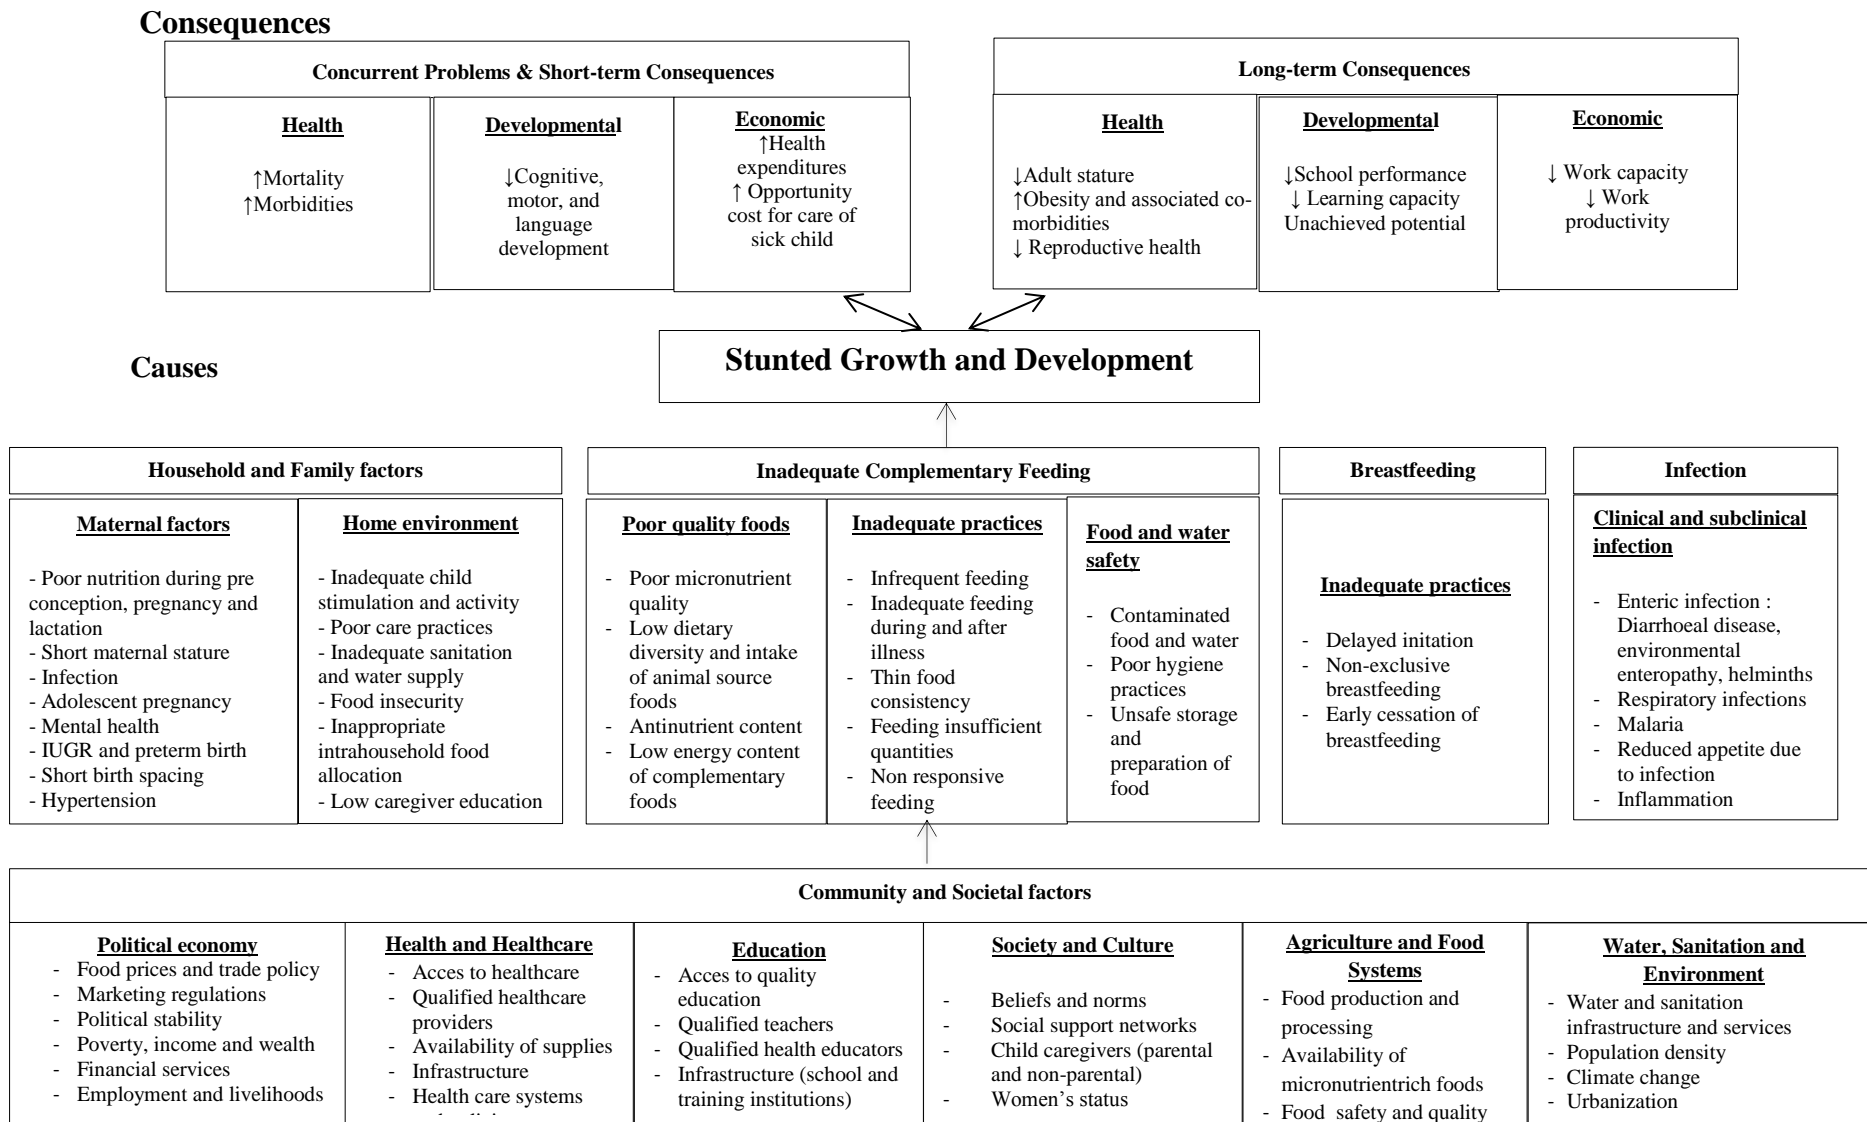 Consequences
Concurrent Problems & Short-term Consequences
Health
↑Mortality
↑Morbidities
Developmental
↓Cognitive,
motor, and
language
development
Economic
↑Health
expenditures
↑ Opportunity
cost for care of
sick child
Long-term Consequences
Health
↓Adult stature
↑Obesity and associated co-
morbidities
↓ Reproductive health
Developmental
↓School performance
↓ Learning capacity
Unachieved potential
Economic
↓ Work capacity
↓ Work
productivity
Stunted Growth and Development
Causes
Household and Family factors
Maternal factors
- Poor nutrition during pre
conception, pregnancy and
lactation
- Short maternal stature
- Infection
- Adolescent pregnancy
- Mental health
- IUGR and preterm birth
- Short birth spacing
- Hypertension
Home environment
- Inadequate child
stimulation and activity
- Poor care practices
- Inadequate sanitation
and water supply
- Food insecurity
- Inappropriate
intrahousehold food
allocation
- Low caregiver education
Inadequate Complementary Feeding
Poor quality foods
- Poor micronutrient
quality
- Low dietary
diversity and intake
of animal source
foods
- Antinutrient content
- Low energy content
of complementary
foods
Inadequate practices
- Infrequent feeding
- Inadequate feeding
during and after
illness
- Thin food
consistency
- Feeding insufficient
quantities
- Non responsive
feeding
Food and water
safety
- Contaminated
food and water
- Poor hygiene
practices
- Unsafe storage
and
preparation of
food
Breastfeeding
Inadequate practices
- Delayed initation
- Non-exclusive
breastfeeding
- Early cessation of
breastfeeding
Infection
Clinical and subclinical
infection
- Enteric infection :
Diarrhoeal disease,
environmental
enteropathy, helminths
- Respiratory infections
- Malaria
- Reduced appetite due
to infection
- Inflammation
Community and Societal factors
Political economy
- Food prices and trade policy
- Marketing regulations
- Political stability
- Poverty, income and wealth
- Financial services
- Employment and livelihoods
Health and Healthcare
- Acces to healthcare
- Qualified healthcare
providers
- Availability of supplies
- Infrastructure
- Health care systems
Education
- Acces to quality
education
- Qualified teachers
- Qualified health educators
- Infrastructure (school and
training institutions)
Society and Culture
- Beliefs and norms
- Social support networks
- Child caregivers (parental
and non-parental)
- Women's status
Agriculture and Food
Systems
- Food production and
processing
- Availability of
micronutrientrich foods
- Food safety and quality
Water, Sanitation and
Environment
- Water and sanitation
infrastructure and services
- Population density
- Climate change
- Urbanization